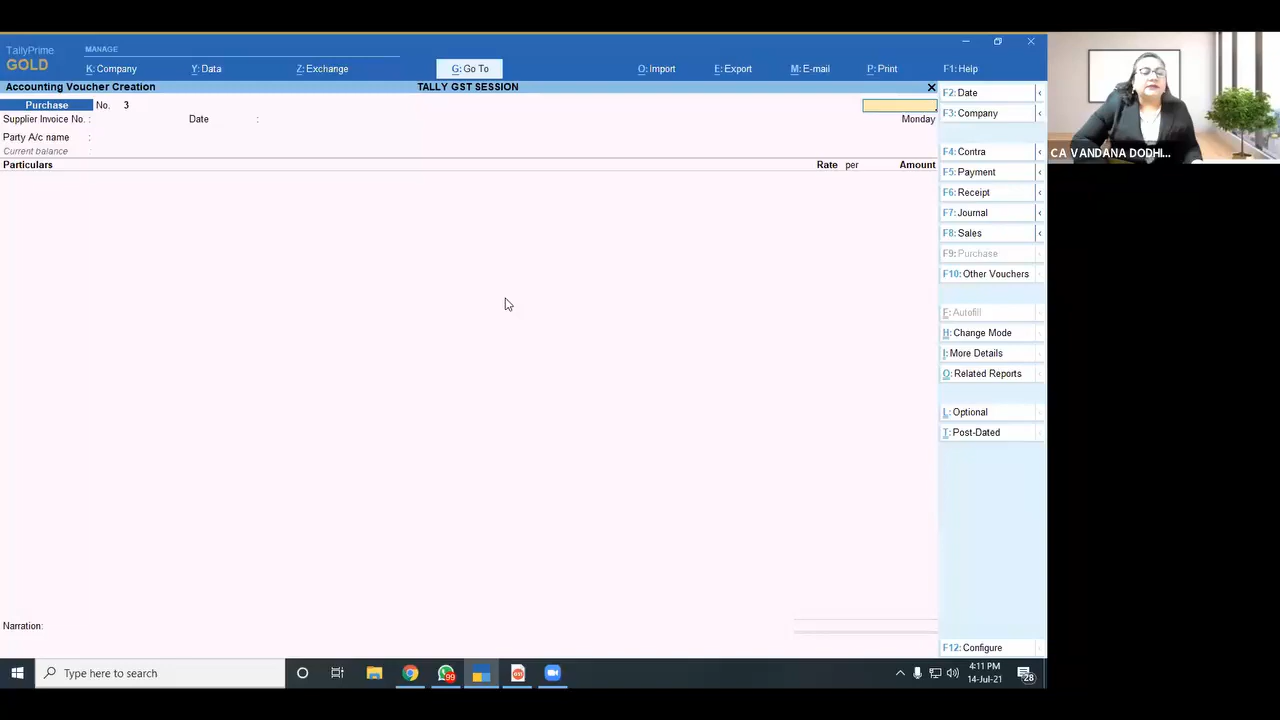 TallyPrime
GOLD
MANAGE
K: Company
Y: Data
Z: Exchange
G: Go To
O: Import
E: Export
M: E-mail
P: Print
F1: Help
Accounting Voucher Creation
TALLY GST SESSION
Purchase No. 3
Supplier Invoice No. :
Date :
Monday
Party A/c name :
Current balance :
Particulars
Rate per
Amount
Narration:
F2: Date
F3: Company
F4: Contra
F5: Payment
F6: Receipt
F7: Journal
F8: Sales
F9: Purchase
F10: Other Vouchers
F: Autofill
H: Change Mode
I: More Details
O: Related Reports
L: Optional
T: Post-Dated
F12: Configure
CA VANDANA DODHI...
Type here to search
99
4:11 PM
14-Jul-21
28